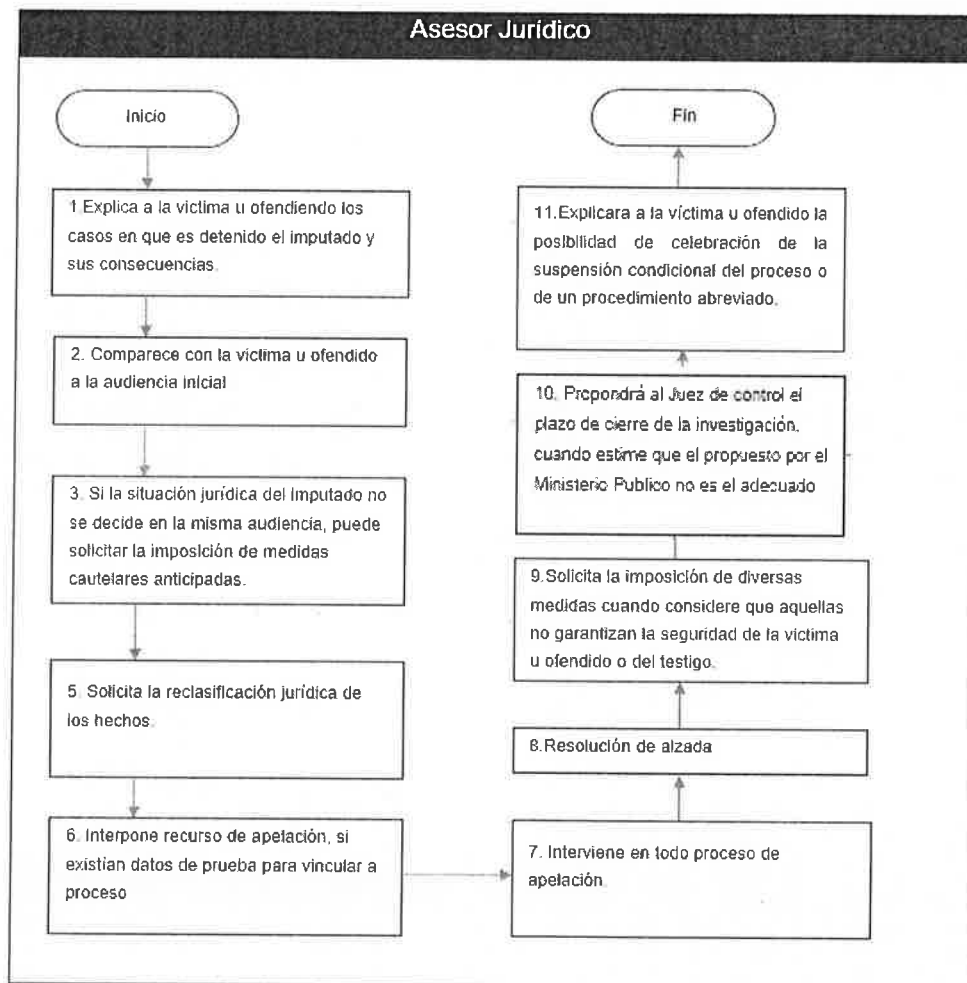 Asesor Jurídico
Inicio
1.Explica a la victima u ofendiendo los
casos en que es detenido el imputado y
sus consecuencias.
2. Comparece con la victima u ofendido
a la audiencia inicial
3. Si la situación jurídica del imputado no
se decide en la misma audiencia, puede
solicitar la imposición de medidas
cautelares anticipadas.
5. Solicita la reclasificación jurídica de
los hechos.
6. Interpone recurso de apelación, si
existían datos de prueba para vincular a
proceso
7. Interviene en todo proceso de
apelación.
8.Resolución de alzada
9.Solicita la imposición de diversas
medidas cuando considere que aquellas
no garantizan la seguridad de la victima
u ofendido o del testigo.
10. Propondrá al Juez de control el
plazo de cierre de la investigación,
cuando estime que el propuesto por el
Ministerio Publico no es el adecuado
11.Explicara a la víctima u ofendido la
posibilidad de celebración de la
suspensión condicional del proceso o
de un procedimiento abreviado.
Fin